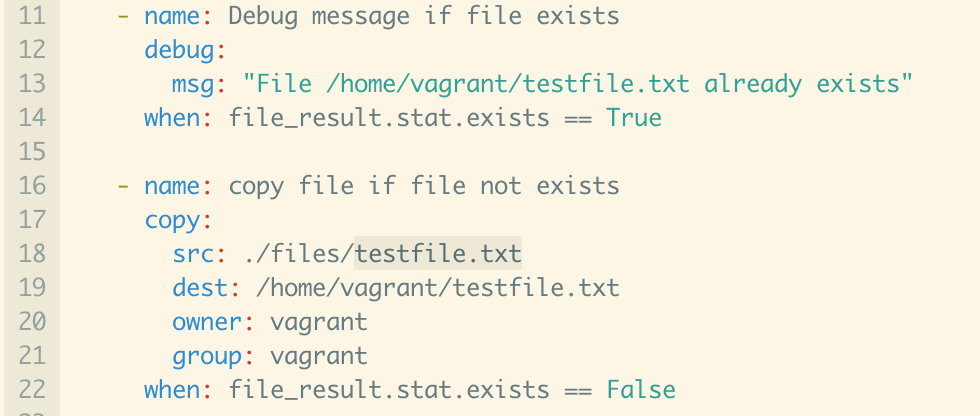 11 - name: Debug message if file exists
12 debug:
13 msg: "File /home/vagrant/testfile.txt already exists"
14 when: file_result.stat.exists == True
15
16 - name: copy file if file not exists
17 copy:
18 src: ./files/testfile.txt
19 dest: /home/vagrant/testfile.txt
20 owner: vagrant
21 group: vagrant
22 when: file_result.stat.exists == False